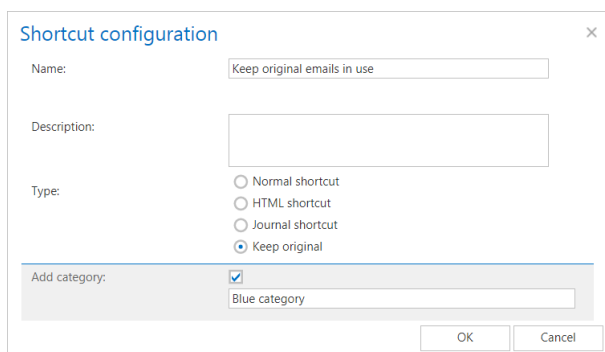 Shortcut configuration
Name:
Keep original emails in use
Description:
Type:
Normal shortcut
HTML shortcut
Journal shortcut
Keep original
Add category:
Blue category
OK
Cancel